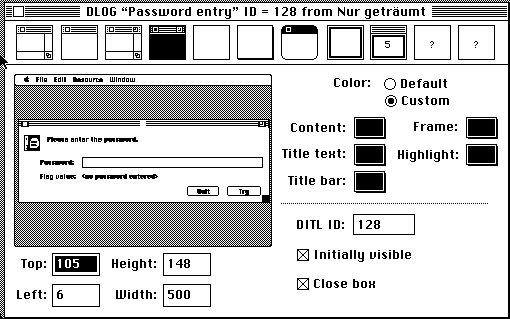 DLOG “Password entry” ID = 128 from Nur geträumt
5 ? ?
File Edit Resource Window
Please enter the password.
Password:
Flag value: <no password entered>
Quit Try
Color: Default
Custom
Content: Frame:
Title text: Highlight:
Title bar:
DITL ID: 128
Initially visible
Close box
Top: 105 Height: 148
Left: 6 Width: 500